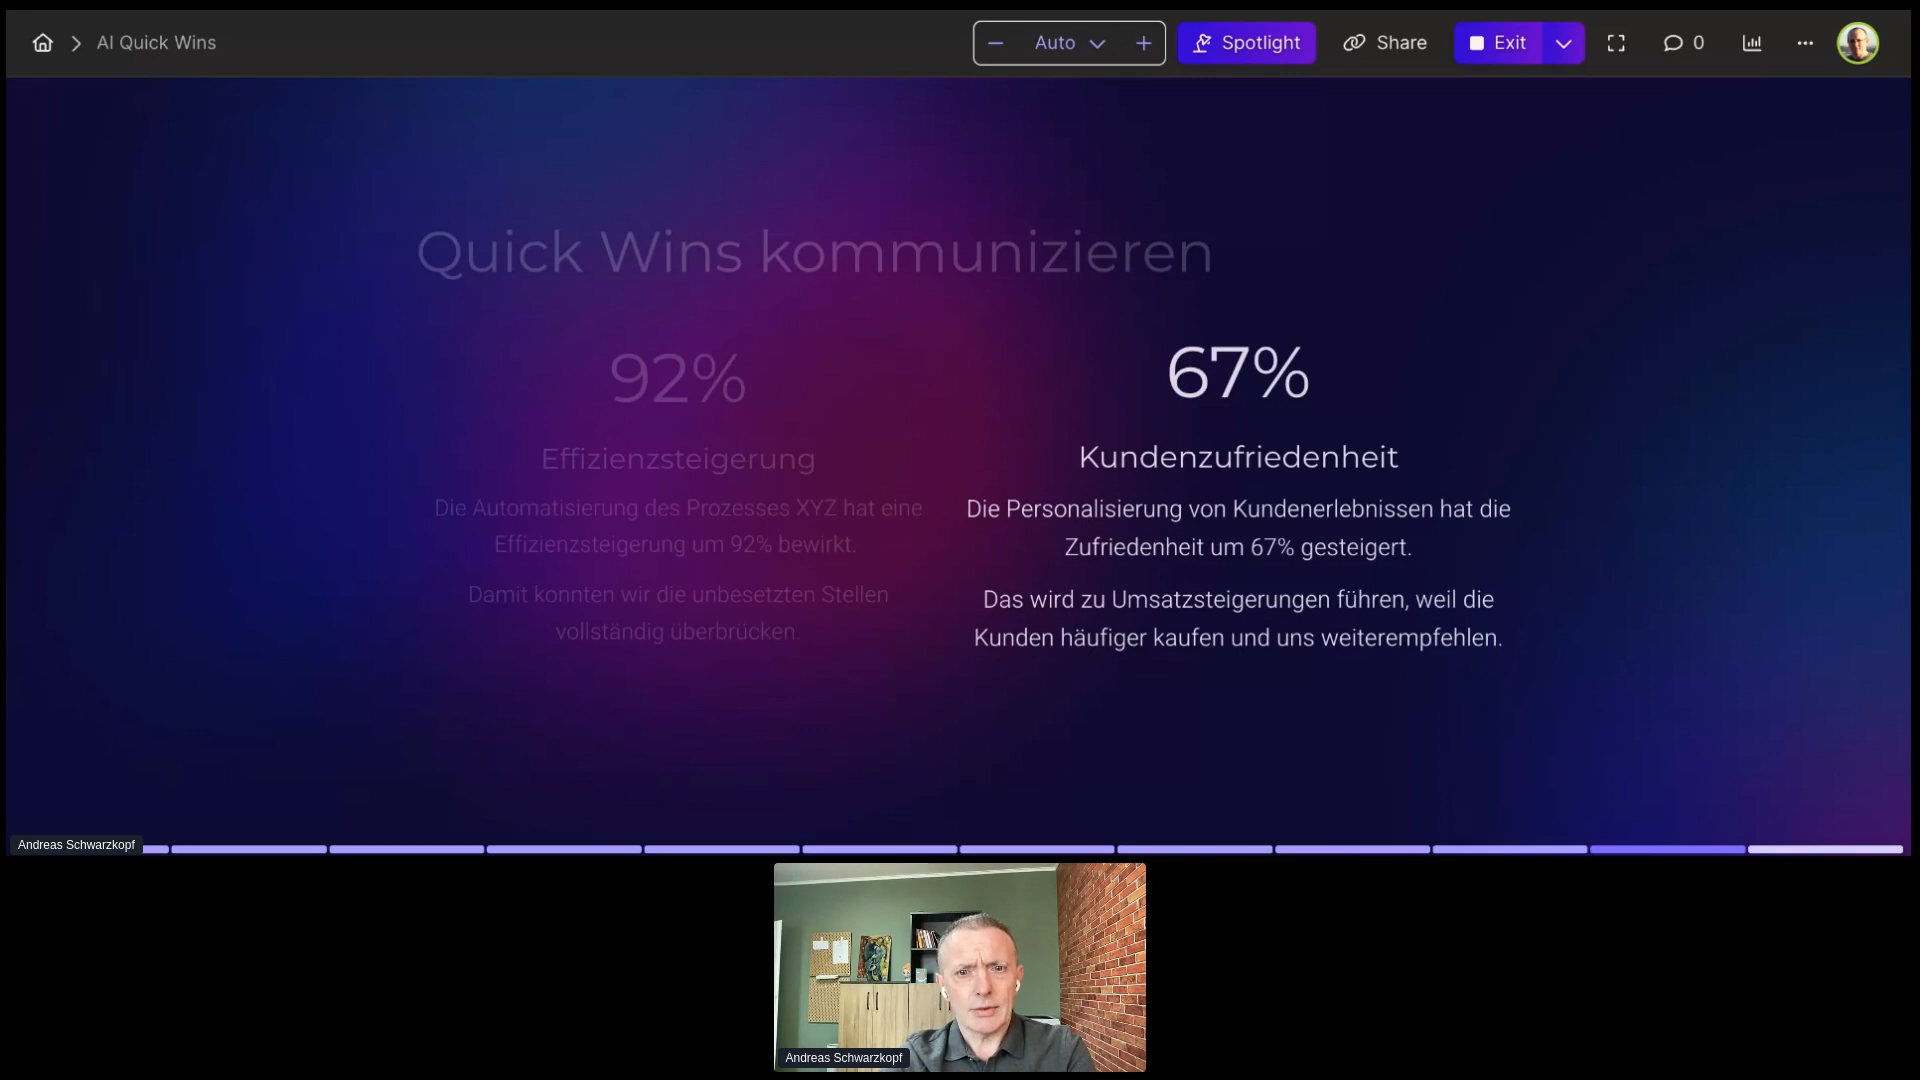 AI Quick Wins
Auto
Spotlight
Share
Exit
0
Quick Wins kommunizieren
92%
Effizienzsteigerung
Die Automatisierung des Prozesses XYZ hat eine
Effizienzsteigerung um 92% bewirkt.
Damit konnten wir die unbesetzten Stellen
vollständig überbrücken.
67%
Kundenzufriedenheit
Die Personalisierung von Kundenerlebnissen hat die
Zufriedenheit um 67% gesteigert.
Das wird zu Umsatzsteigerungen führen, weil die
Kunden häufiger kaufen und uns weiterempfehlen.
Andreas Schwarzkopf
Andreas Schwarzkopf